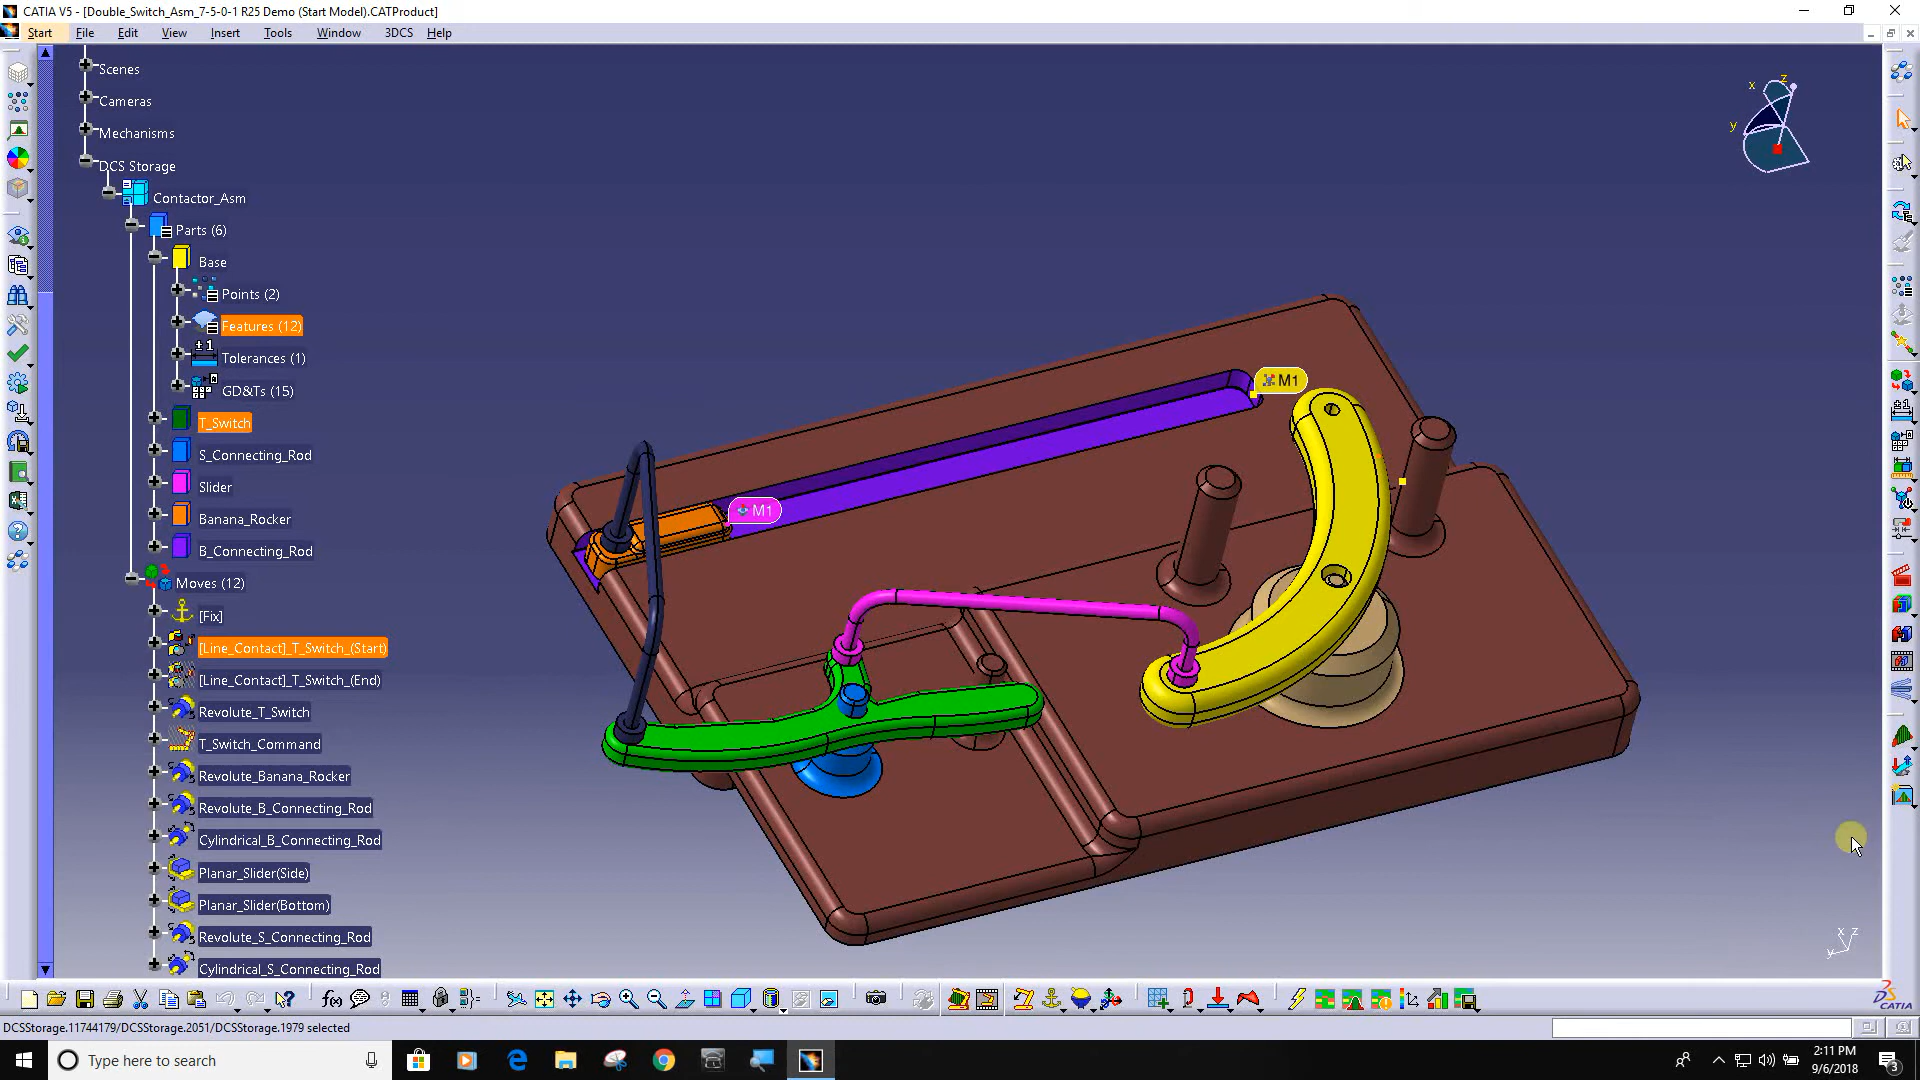 CATIA V5 - [Double_Switch_Asm_7-5-0-1 R25 Demo (Start Model).CATProduct]
Start File Edit View Insert Tools Window 3DCS Help
Scenes
Cameras
Mechanisms
DCS Storage
Contactor_Asm
Parts (6)
Base
Points (2)
Features (12)
Tolerances (1)
GD&Ts (15)
T_Switch
S_Connecting_Rod
Slider
Banana_Rocker
B_Connecting_Rod
Moves (12)
[Fix]
[Line_Contact]_T_Switch_(Start)
[Line_Contact]_T_Switch_(End)
Revolute_T_Switch
T_Switch_Command
Revolute_Banana_Rocker
Revolute_B_Connecting_Rod
Cylindrical_B_Connecting_Rod
Planar_Slider(Side)
Planar_Slider(Bottom)
Revolute_S_Connecting_Rod
Cylindrical_S_Connecting_Rod
M1
M1
x z
y
x z
y
CATIA
DCSStorage.11744179/DCSStorage.2051/DCSStorage.1979 selected
Type here to search
2:11 PM
9/6/2018
3